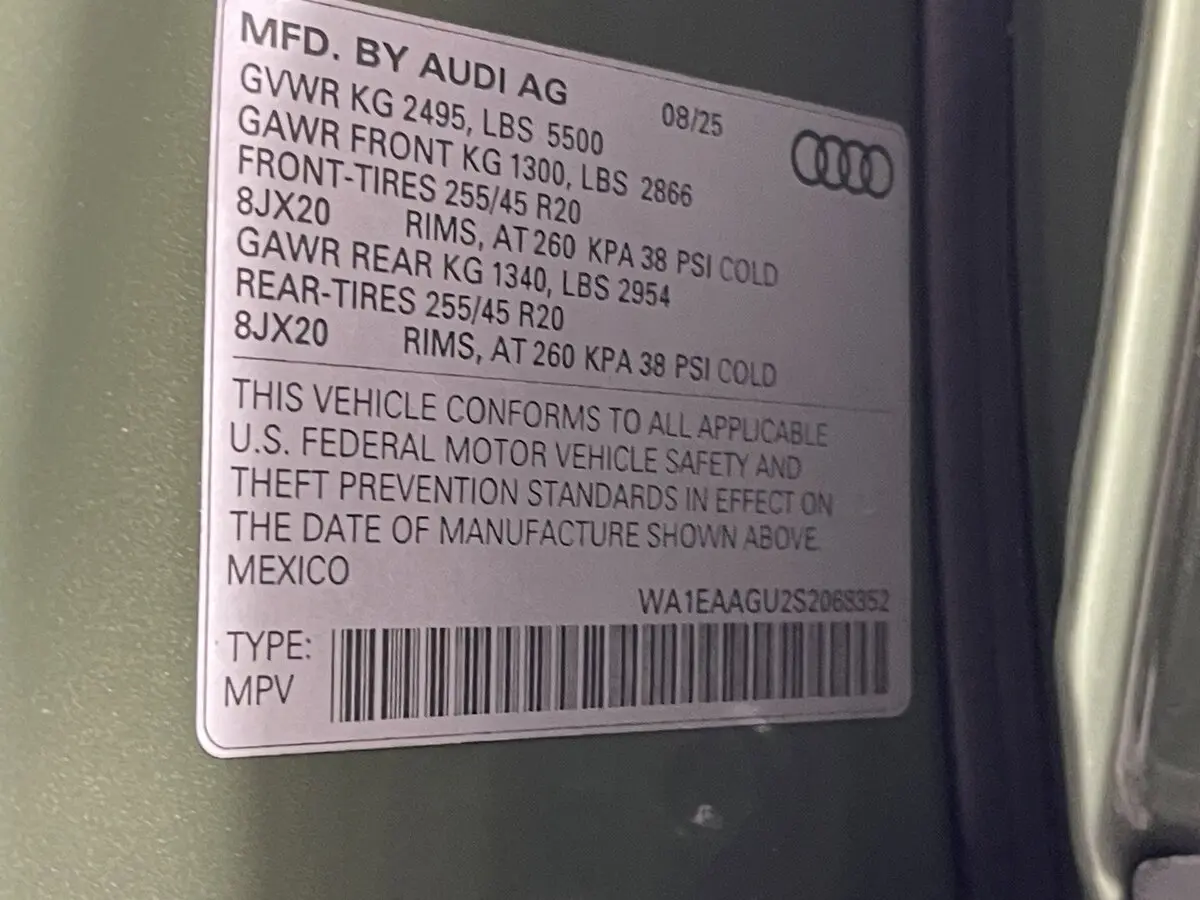 MFD. BY AUDI AG 08/25
GVWR KG 2495, LBS 5500
GAWR FRONT KG 1300, LBS 2866
FRONT-TIRES 255/45 R20
8JX20 RIMS, AT 260 KPA 38 PSI COLD
GAWR REAR KG 1340, LBS 2954
REAR-TIRES 255/45 R20
8JX20 RIMS, AT 260 KPA 38 PSI COLD
THIS VEHICLE CONFORMS TO ALL APPLICABLE
U.S. FEDERAL MOTOR VEHICLE SAFETY AND
THEFT PREVENTION STANDARDS IN EFFECT ON
THE DATE OF MANUFACTURE SHOWN ABOVE.
MEXICO
WA1EAAGU2S2068352
TYPE:
MPV